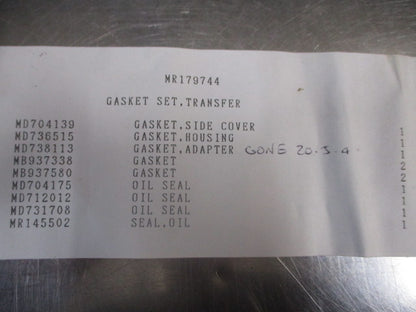 MR179744
GASKET SET,TRANSFER
MD704139 GASKET,SIDE COVER 1
MD736515 GASKET,HOUSING 1
MD738113 GASKET,ADAPTER GONE 20.3.4. 1
MB937338 GASKET 2
MB937580 GASKET 2
MD704175 OIL SEAL 1
MD712012 OIL SEAL 1
MD731708 OIL SEAL 1
MR145502 SEAL,OIL 1